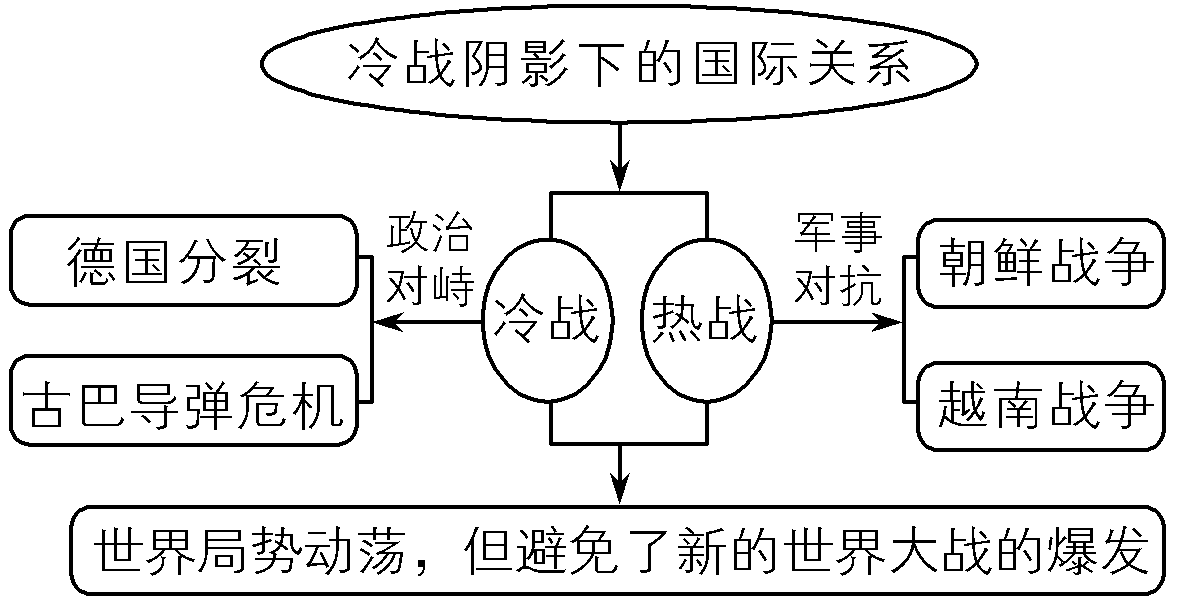 冷战阴影下的国际关系
德国分裂
政治
对峙
冷战
热战
军事
对抗
朝鲜战争
古巴导弹危机
越南战争
世界局势动荡，但避免了新的世界大战的爆发